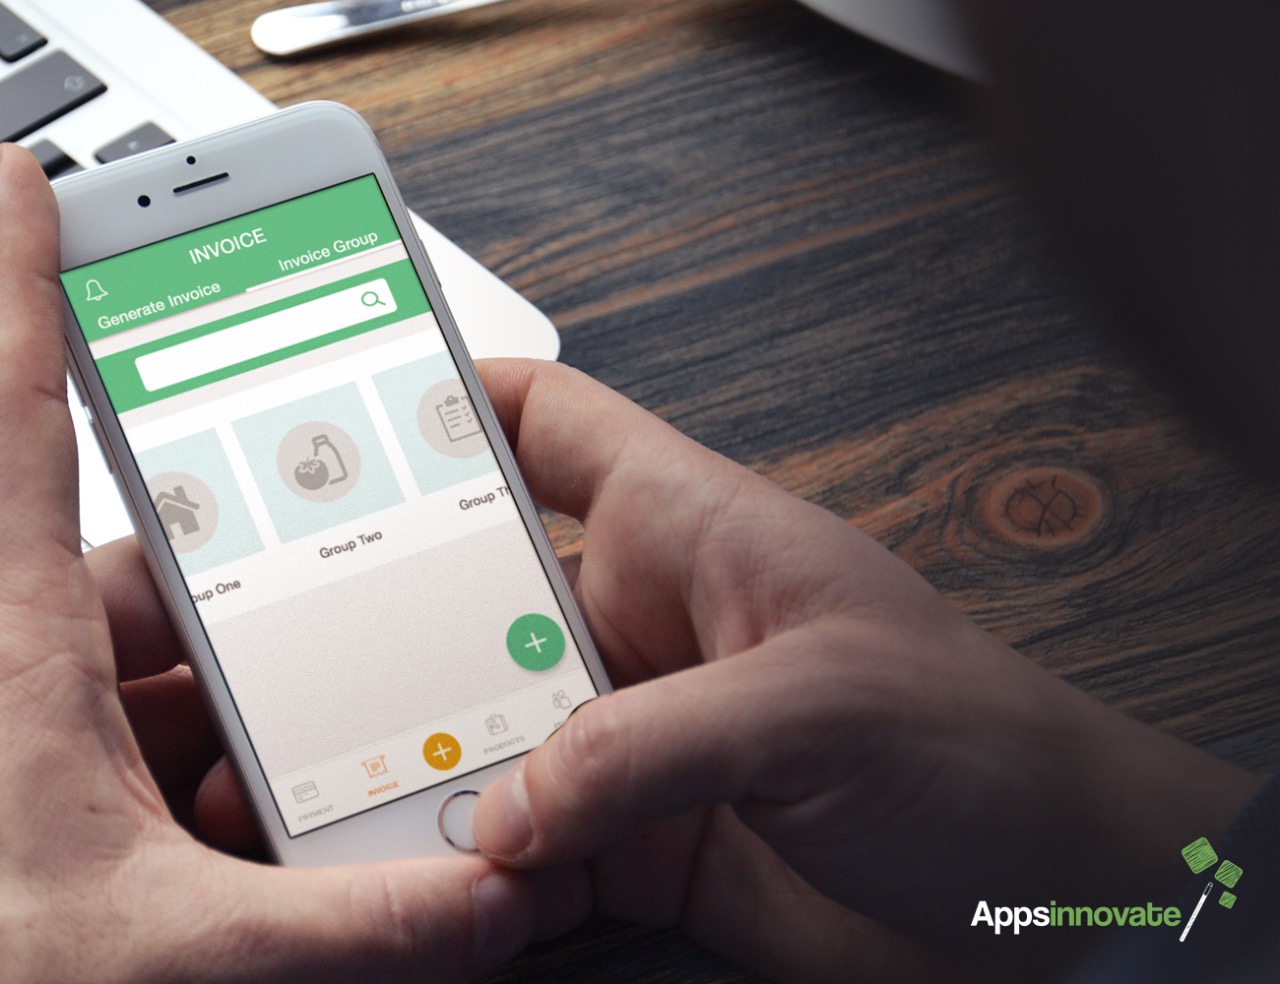 INVOICE
Generate Invoice
Invoice Group
oup One
Group Two
Group Th
PAYMENT
INVOICE
PRODUCTS
Appsinnovate